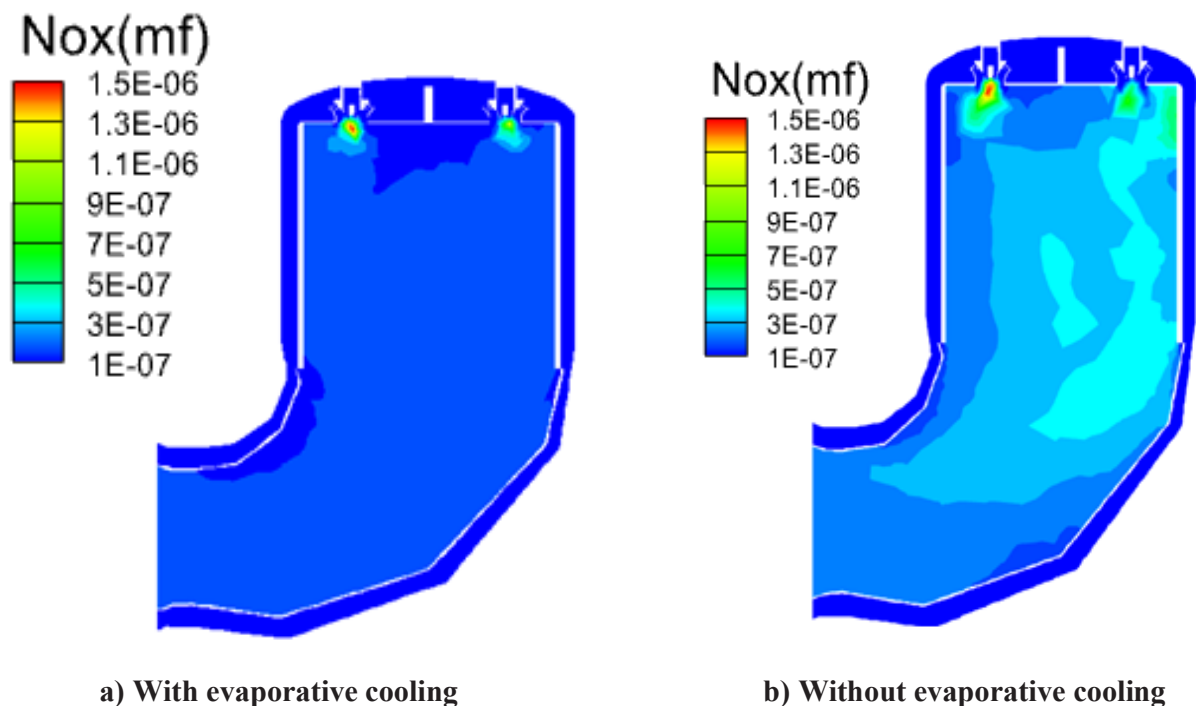 Nox(mf)
1.5E-06
1.3E-06
1.1E-06
9E-07
7E-07
5E-07
3E-07
1E-07
a) With evaporative cooling
Nox(mf)
1.5E-06
1.3E-06
1.1E-06
9E-07
7E-07
5E-07
3E-07
1E-07
b) Without evaporative cooling